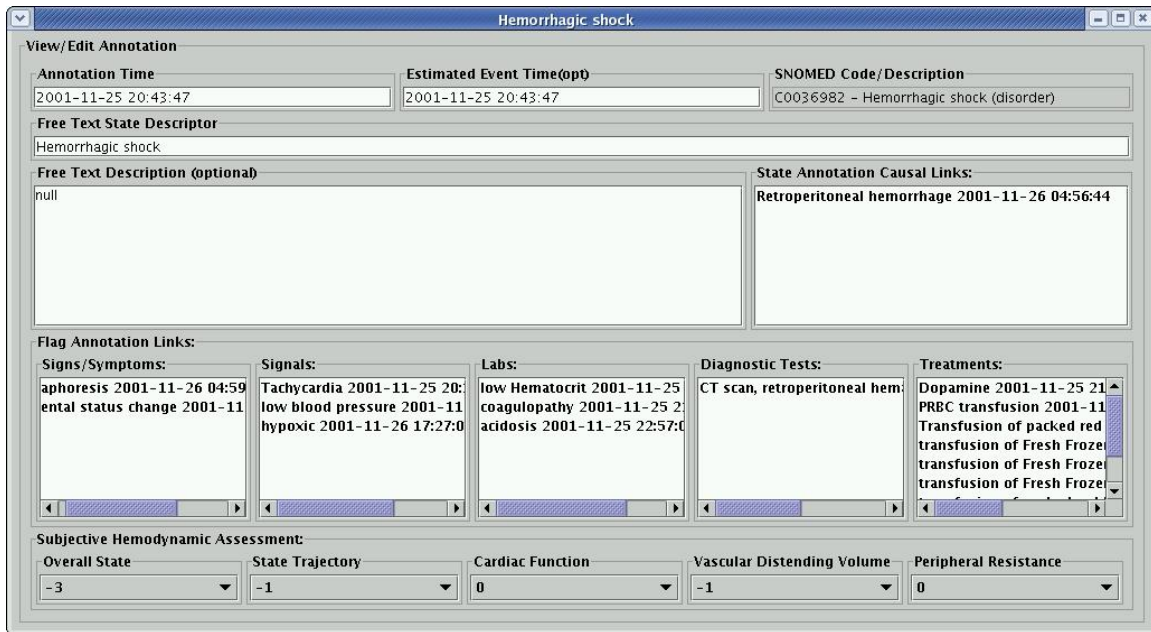 Hemorrhagic shock
View/Edit Annotation
Annotation Time
Estimated Event Time(opt)
SNOMED Code/Description
2001-11-25 20:43:47
2001-11-25 20:43:47
C0036982 - Hemorrhagic shock (disorder)
Free Text State Descriptor
Hemorrhagic shock
Free Text Description (optional)
null
State Annotation Causal Links:
Retroperitoneal hemorrhage 2001-11-26 04:56:44
Flag Annotation Links:
Signs/Symptoms:
aphoresis 2001-11-26 04:59
ental status change 2001-11
Signals:
Tachycardia 2001-11-25 20:
low blood pressure 2001-11
hypoxic 2001-11-26 17:27:0
Labs:
low Hematocrit 2001-11-25
coagulopathy 2001-11-25 2
acidosis 2001-11-25 22:57:0
Diagnostic Tests:
CT scan, retroperitoneal hem
Treatments:
Dopamine 2001-11-25 21
PRBC transfusion 2001-11
Transfusion of packed red
transfusion of Fresh Frozen
transfusion of Fresh Frozen
transfusion of Fresh Frozen
Subjective Hemodynamic Assessment:
Overall State
-3
State Trajectory
-1
Cardiac Function
0
Vascular Distending Volume
-1
Peripheral Resistance
0